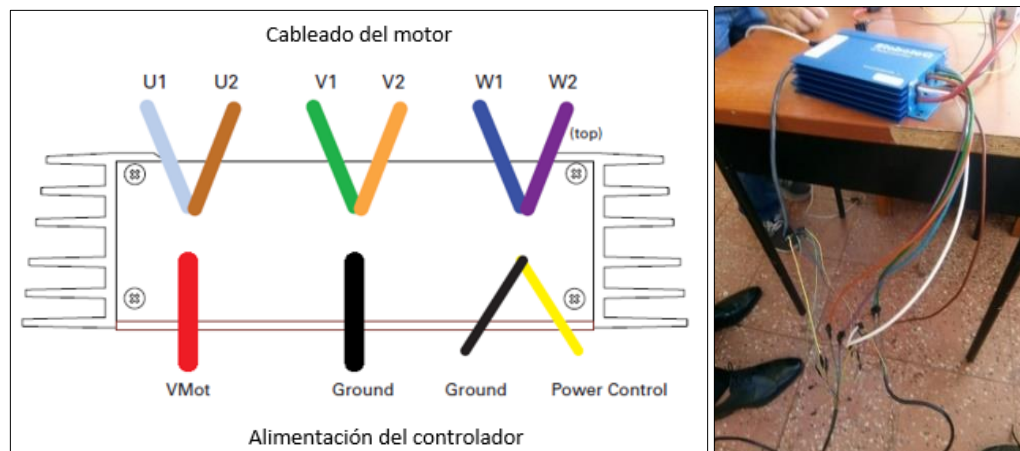 Cableado del motor
U1 U2 V1 V2 W1 W2
(top)
VMot Ground Ground Power Control
Alimentación del controlador